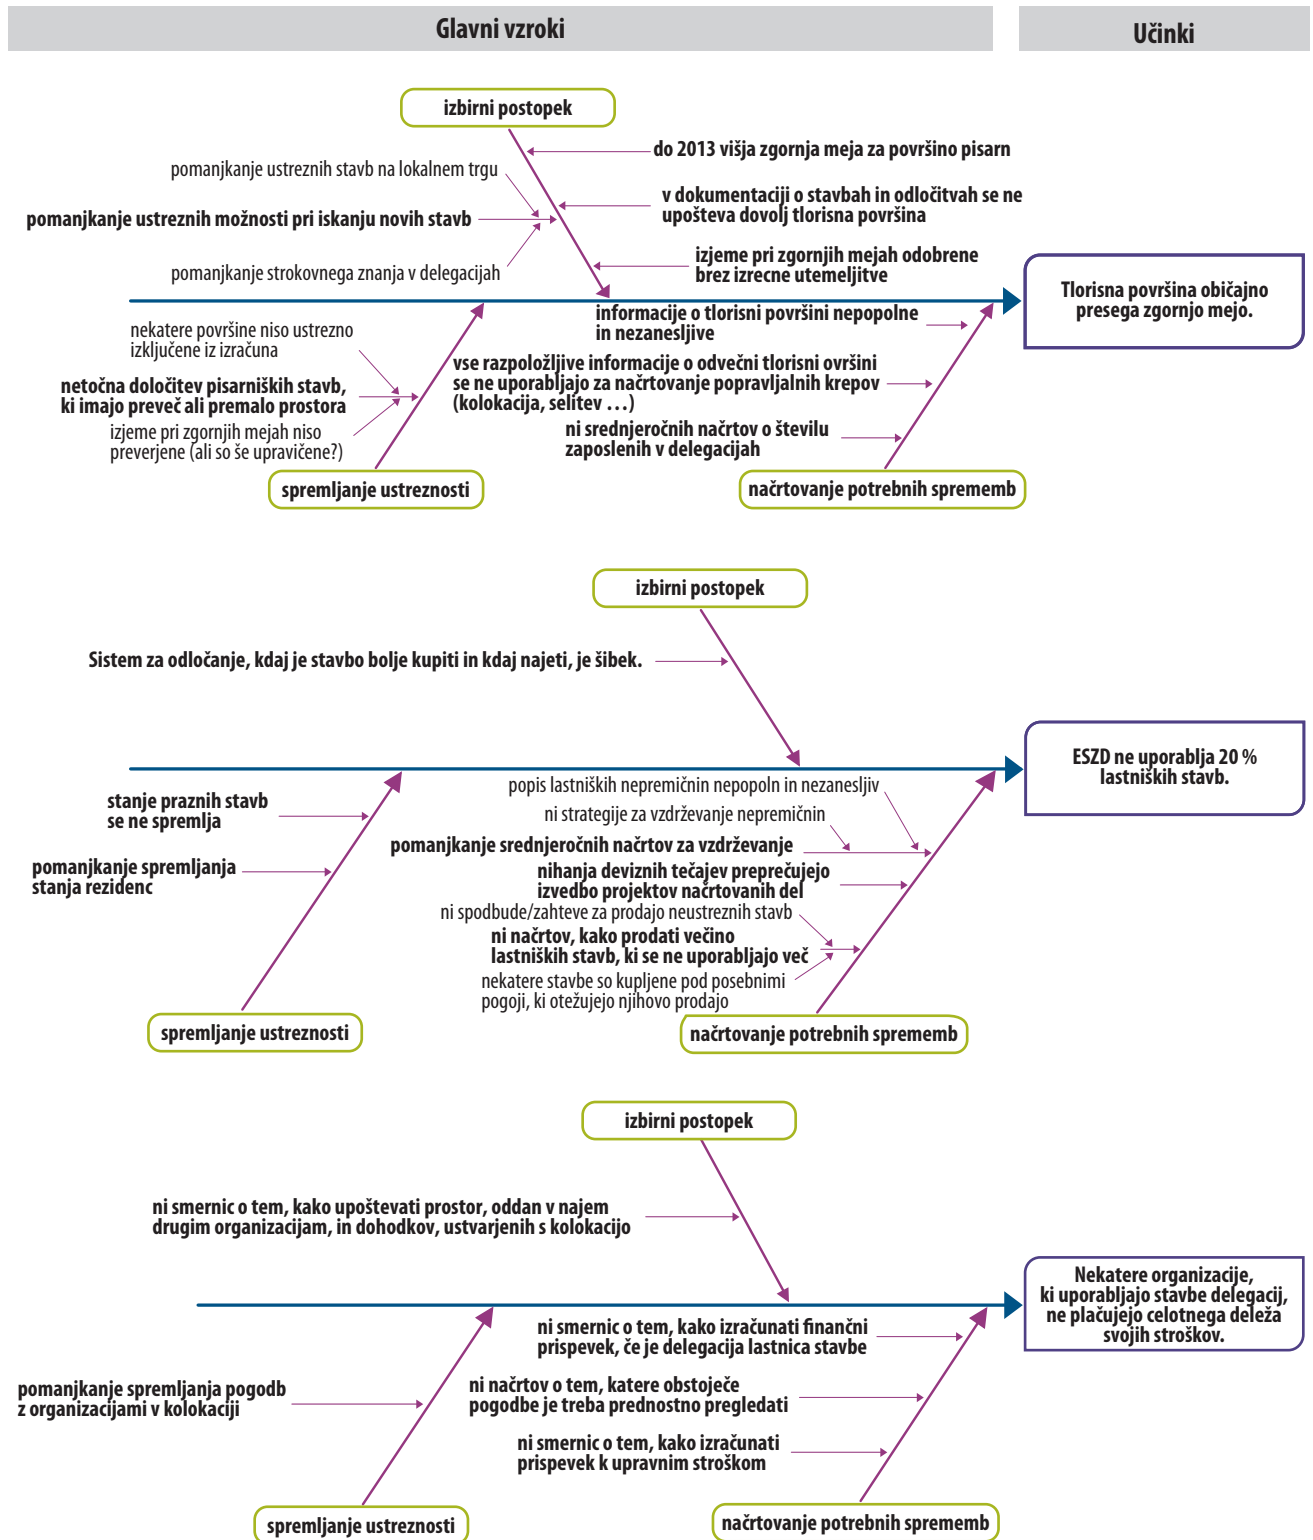 Glavni vzroki
Učinki
izbirni postopek
do 2013 višja zgornja meja za površino pisarn
pomanjkanje ustreznih stavb na lokalnem trgu
v dokumentaciji o stavbah in odločitvah se ne
upošteva dovolj tlorisna površina
pomanjkanje ustreznih možnosti pri iskanju novih stavb
izjeme pri zgornjih mejah odobrene
brez izrecne utemeljitve
pomanjkanje strokovnega znanja v delegacijah
Tlorisna površina običajno
presega zgornjo mejo.
informacije o tlorisni površini nepopolne
in nezanesljive
nekatere površine niso ustrezno
izključene iz izračuna
vse razpoložljive informacije o odvečni tlorisni ovršini
se ne uporabljajo za načrtovanje popravljalnih krepov
(kolokacija, selitev …)
netočna določitev pisarniških stavb,
ki imajo preveč ali premalo prostora
izjeme pri zgornjih mejah niso
preverjene (ali so še upravičene?)
ni srednjeročnih načrtov o številu
zaposlenih v delegacijah
spremljanje ustreznosti
načrtovanje potrebnih sprememb
izbirni postopek
Sistem za odločanje, kdaj je stavbo bolje kupiti in kdaj najeti, je šibek.
ESZD ne uporablja 20 %
lastniških stavb.
popis lastniških nepremičnin nepopoln in nezanesljiv
stanje praznih stavb
se ne spremlja
ni strategije za vzdrževanje nepremičnin
pomanjkanje srednjeročnih načrtov za vzdrževanje
pomanjkanje spremljanja
stanja rezidenc
nihanja deviznih tečajev preprečujejo
izvedbo projektov načrtovanih del
ni spodbude/zahteve za prodajo neustreznih stavb
ni načrtov, kako prodati večino
lastniških stavb, ki se ne uporabljajo več
nekatere stavbe so kupljene pod posebnimi
pogoji, ki otežujejo njihovo prodajo
spremljanje ustreznosti
načrtovanje potrebnih sprememb
izbirni postopek
ni smernic o tem, kako upoštevati prostor, oddan v najem
drugim organizacijam, in dohodkov, ustvarjenih s kolokacijo
Nekatere organizacije,
ki uporabljajo stavbe delegacij,
ne plačujejo celotnega deleža
svojih stroškov.
ni smernic o tem, kako izračunati finančni
prispevek, če je delegacija lastnica stavbe
pomanjkanje spremljanja pogodb
z organizacijami v kolokaciji
ni načrtov o tem, katere obstoječe
pogodbe je treba prednostno pregledati
ni smernic o tem, kako izračunati
prispevek k upravnim stroškom
spremljanje ustreznosti
načrtovanje potrebnih sprememb